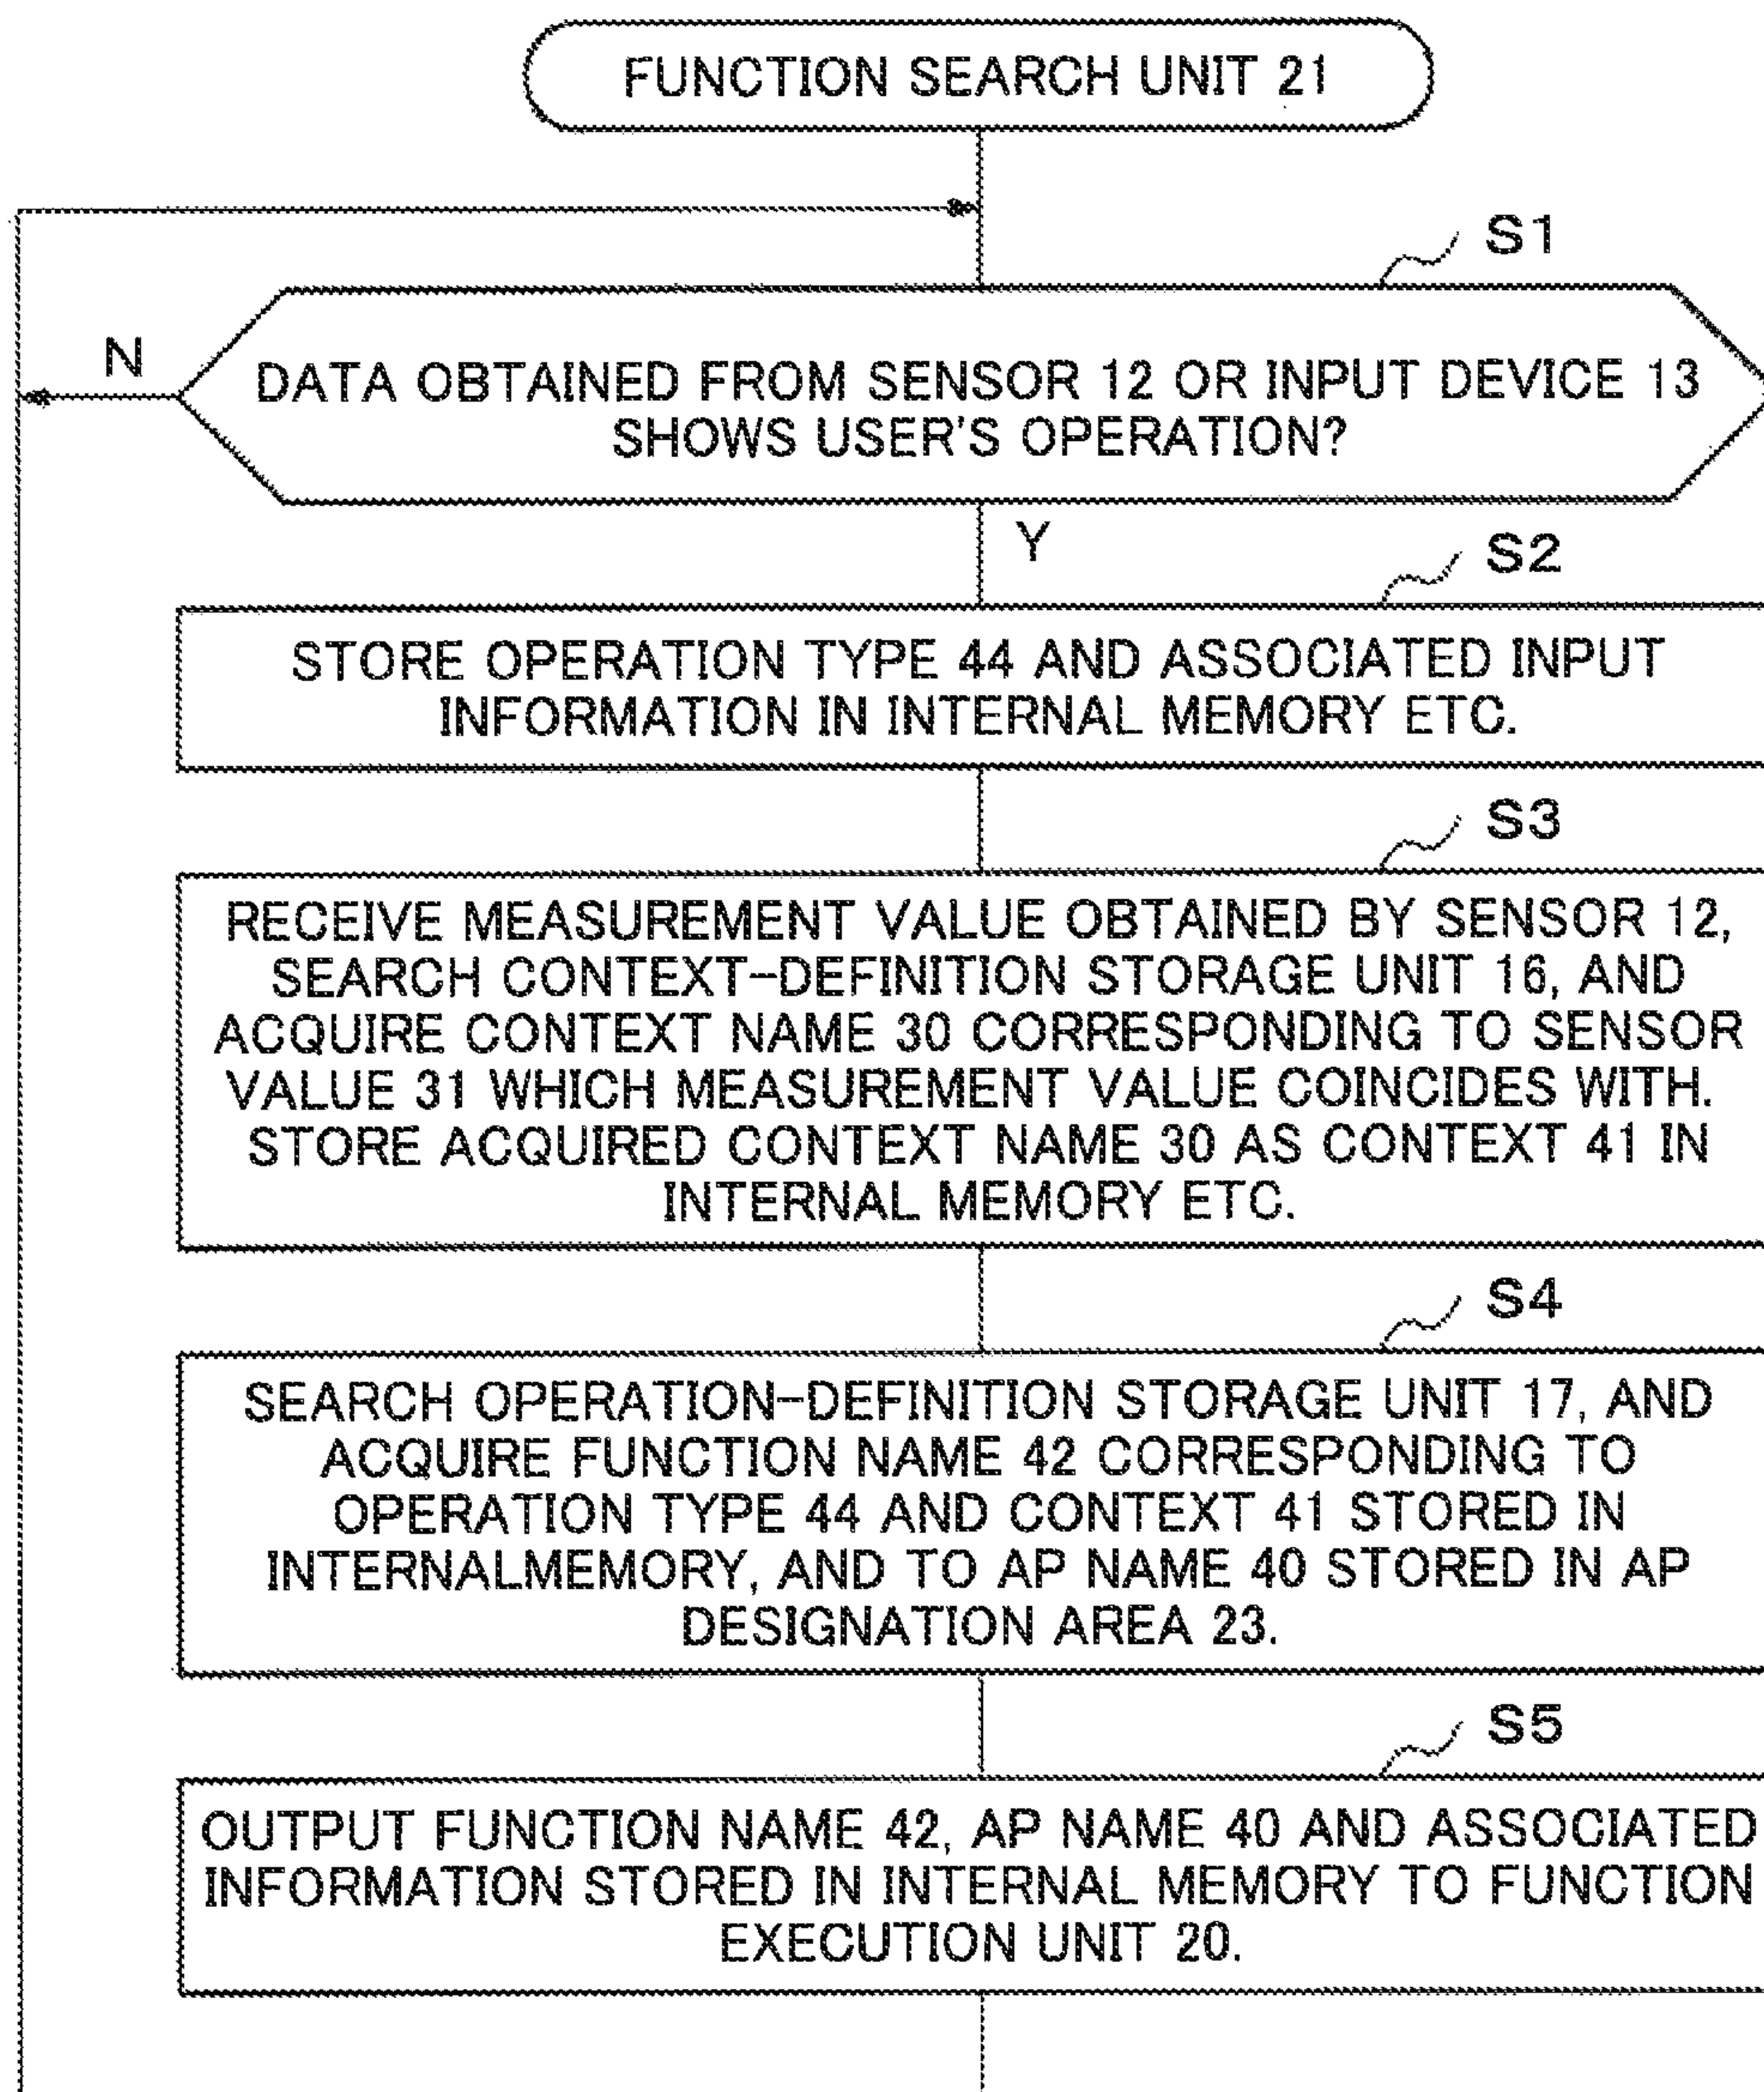 FUNCTION SEARCH UNIT 21
S1
N
DATA OBTAINED FROM SENSOR 12 OR INPUT DEVICE 13
SHOWS USER'S OPERATION?
Y
S2
STORE OPERATION TYPE 44 AND ASSOCIATED INPUT
INFORMATION IN INTERNAL MEMORY ETC.
S3
RECEIVE MEASUREMENT VALUE OBTAINED BY SENSOR 12,
SEARCH CONTEXT-DEFINITION STORAGE UNIT 16, AND
ACQUIRE CONTEXT NAME 30 CORRESPONDING TO SENSOR
VALUE 31 WHICH MEASUREMENT VALUE COINCIDES WITH.
STORE ACQUIRED CONTEXT NAME 30 AS CONTEXT 41 IN
INTERNAL MEMORY ETC.
S4
SEARCH OPERATION-DEFINITION STORAGE UNIT 17, AND
ACQUIRE FUNCTION NAME 42 CORRESPONDING TO
OPERATION TYPE 44 AND CONTEXT 41 STORED IN
INTERNALMEMORY, AND TO AP NAME 40 STORED IN AP
DESIGNATION AREA 23.
S5
OUTPUT FUNCTION NAME 42, AP NAME 40 AND ASSOCIATED
INFORMATION STORED IN INTERNAL MEMORY TO FUNCTION
EXECUTION UNIT 20.